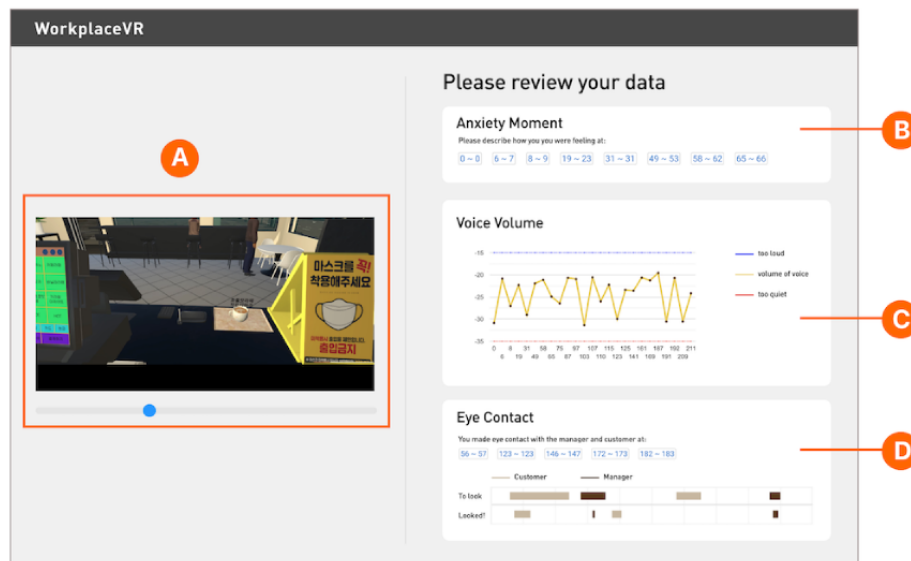 WorkplaceVR
A
마스크를 꼭!
착용해주세요
출입금지
Please review your data
Anxiety Moment
Please describe how you you were feeling at:
0 ~ 0 6 ~ 7 8 ~ 9 19 ~ 23 31 ~ 31 49 ~ 53 58 ~ 62 65 ~ 66
B
Voice Volume
-15
-20
-25
-30
-35
0 8 31 58 75 97 107 115 125 161 187 192 211
6 19 49 65 87 103 110 123 141 169 191 209
too loud
volume of voice
too quiet
C
Eye Contact
You made eye contact with the manager and customer at:
56 ~ 57 123 ~ 123 146 ~ 147 172 ~ 173 182 ~ 183
Customer Manager
To look
Looked!
D